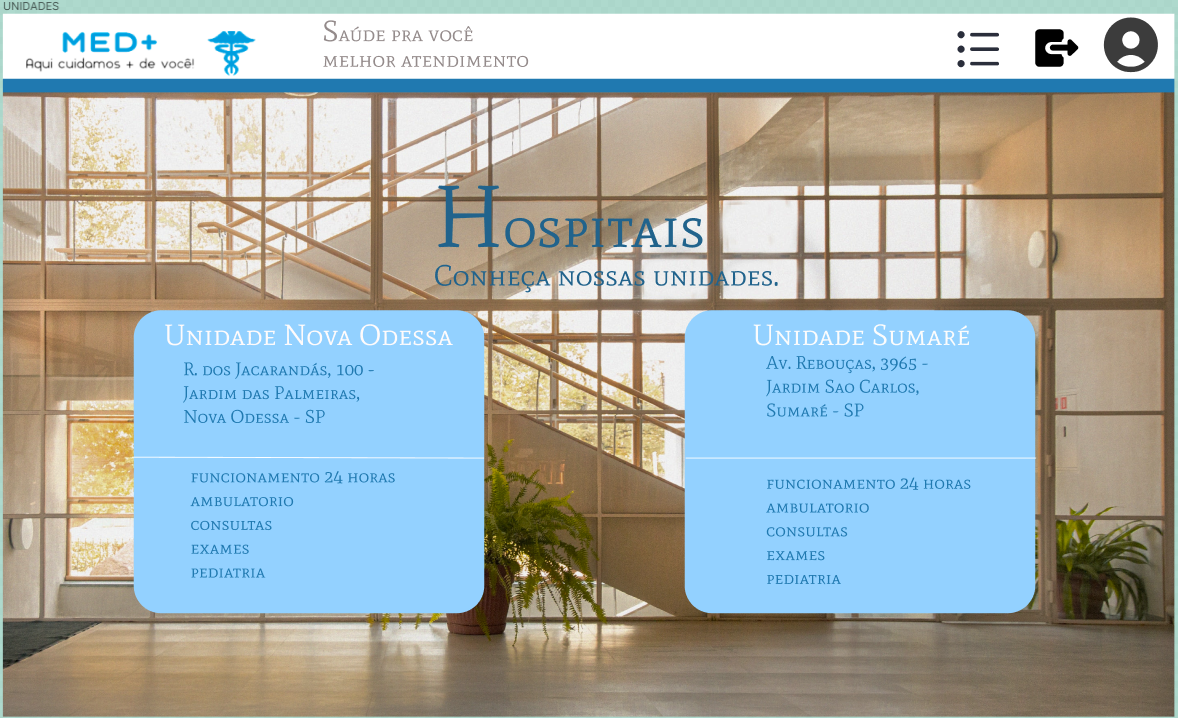 UNIDADES
MED+
Aqui cuidamos + de você!
Saúde pra você
melhor atendimento
Hospitais
Conheça nossas unidades.
Unidade Nova Odessa
R. dos Jacarandás, 100 -
Jardim das Palmeiras,
Nova Odessa - SP
funcionamento 24 horas
ambulatorio
consultas
exames
pediatria
Unidade Sumaré
Av. Rebouças, 3965 -
Jardim Sao Carlos,
Sumaré - SP
funcionamento 24 horas
ambulatorio
consultas
exames
pediatria